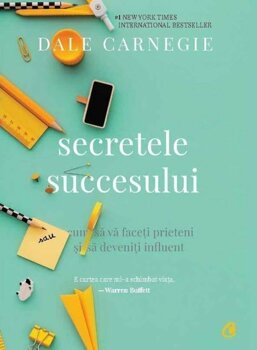 #1 NEW YORK TIMES
INTERNATIONAL BESTSELLER
DALE CARNEGIE
secretele
succesului
sau
cum să vă faceți prieteni
și să deveniți influent
E cartea care mi-a schimbat viața.
— Warren Buffett